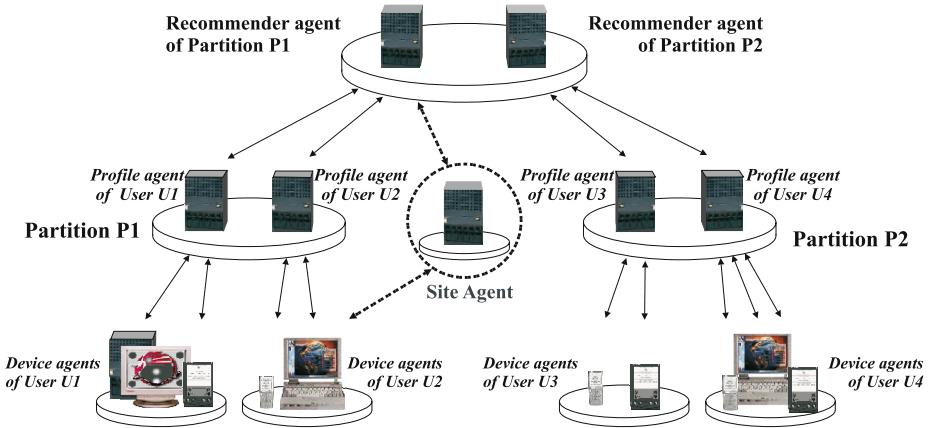 Recommender agent
of Partition P1
Recommender agent
of Partition P2
Profile agent
of User U1
Profile agent
of User U2
Profile agent
of User U3
Profile agent
of User U4
Partition P1
Partition P2
Site Agent
Device agents
of User U1
Device agents
of User U2
Device agents
of User U3
Device agents
of User U4